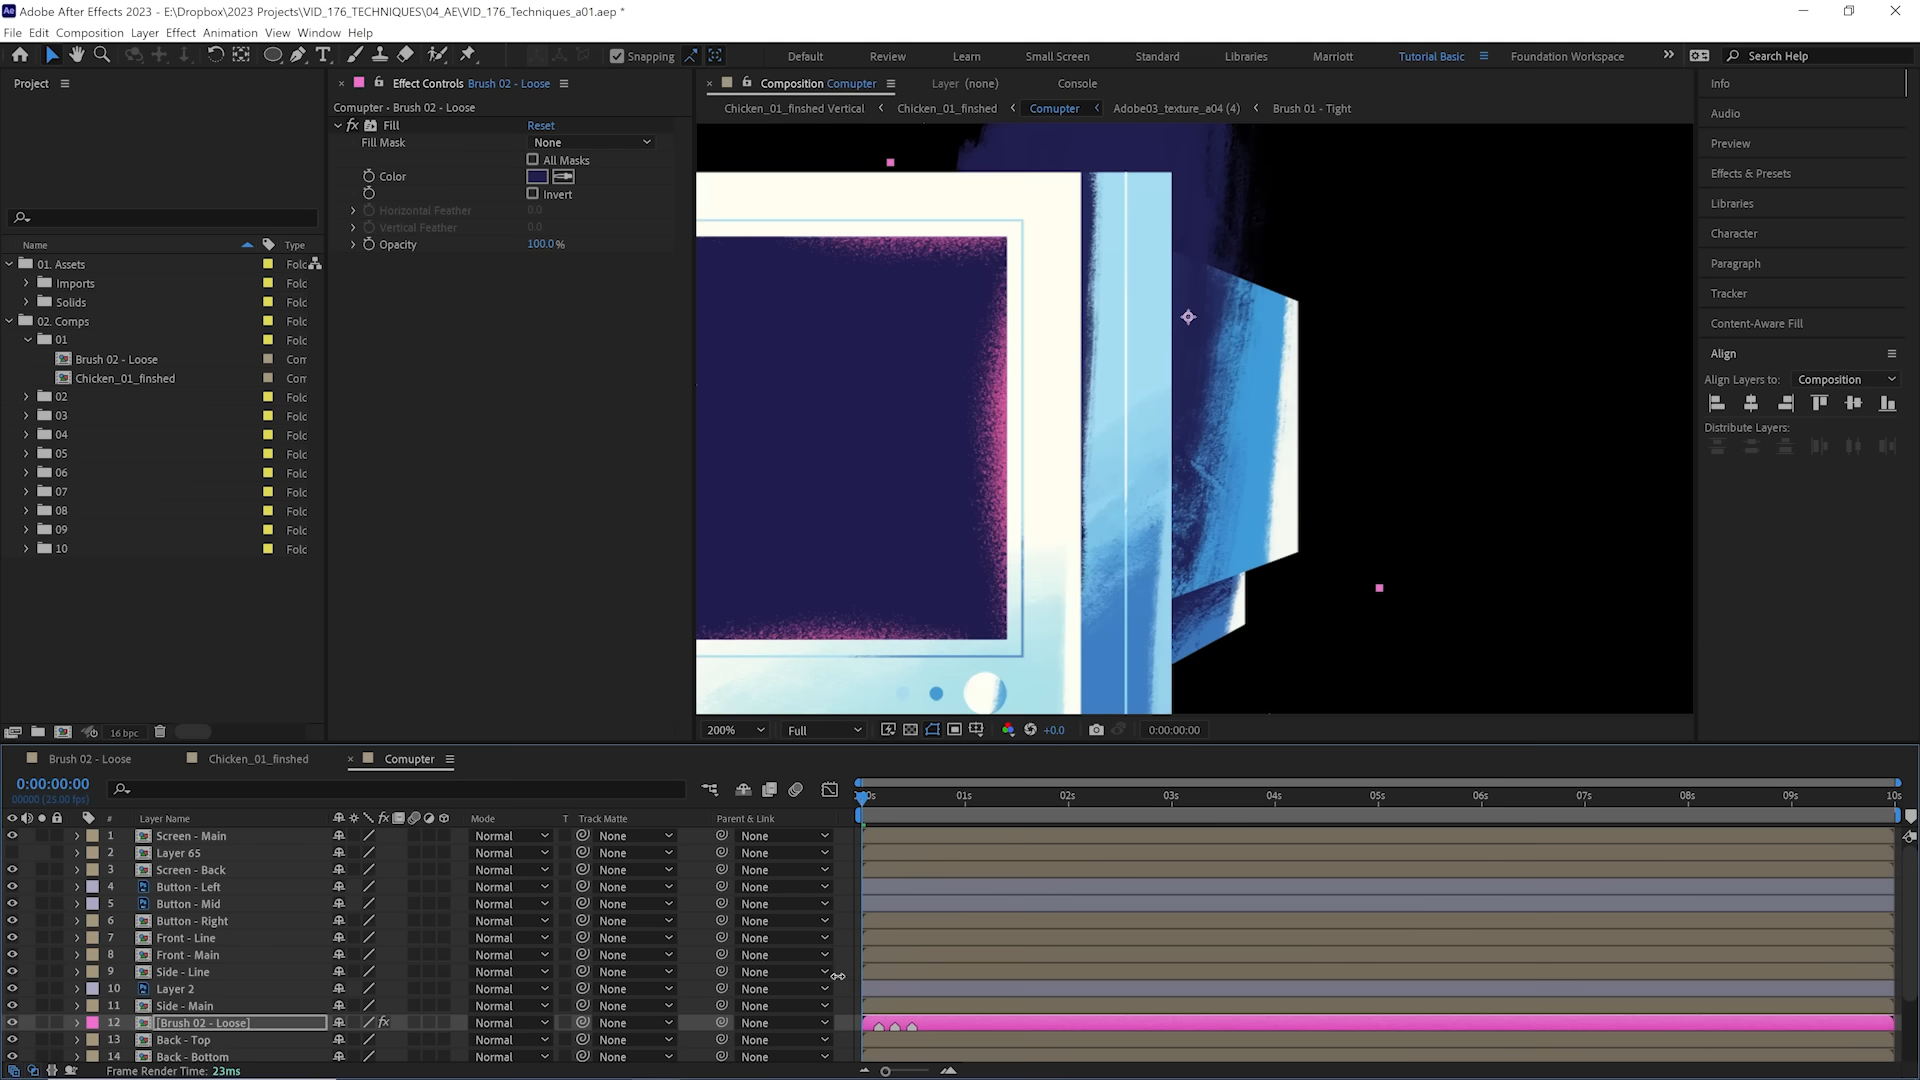 Ae Adobe After Effects 2023 - E:\Dropbox\2023 Projects\VID_176_TECHNIQUES\04_AE\VID_176_Techniques_a01.aep *
File Edit Composition Layer Effect Animation View Window Help
Snapping Default Review Learn Small Screen Standard Libraries Marriott Tutorial Basic Foundation Workspace Search Help
Project
Name Type
01. Assets Folc
Imports Folc
Solids Folc
02. Comps Folc
01 Folc
Brush 02 - Loose Com
Chicken_01_finshed Com
02 Folc
03 Folc
04 Folc
05 Folc
06 Folc
07 Folc
08 Folc
09 Folc
10 Folc
16 bpc
Effect Controls Brush 02 - Loose
Comupter - Brush 02 - Loose
fx Fill Reset
Fill Mask None
All Masks
Color
Invert
Horizontal Feather 0.0
Vertical Feather 0.0
Opacity 100.0 %
Composition Comupter Layer (none) Console
Chicken_01_finshed Vertical Chicken_01_finshed Comupter Adobe03_texture_a04 (4) Brush 01 - Tight
200% Full +0.0 0:00:00:00
Info
Audio
Preview
Effects & Presets
Libraries
Character
Paragraph
Tracker
Content-Aware Fill
Align
Align Layers to: Composition
Distribute Layers:
Brush 02 - Loose Chicken_01_finshed Comupter
0:00:00:00
00000 (25.00 fps)
:00s 01s 02s 03s 04s 05s 06s 07s 08s 09s 10s
# Layer Name fx Mode T Track Matte Parent & Link
1 Screen - Main Normal None None
2 Layer 65 Normal None None
3 Screen - Back Normal None None
4 Button - Left Normal None None
5 Button - Mid Normal None None
6 Button - Right Normal None None
7 Front - Line Normal None None
8 Front - Main Normal None None
9 Side - Line Normal None None
10 Layer 2 Normal None None
11 Side - Main Normal None None
12 [Brush 02 - Loose] fx Normal None None
13 Back - Top Normal None None
14 Back - Bottom Normal None None
Frame Render Time: 23ms